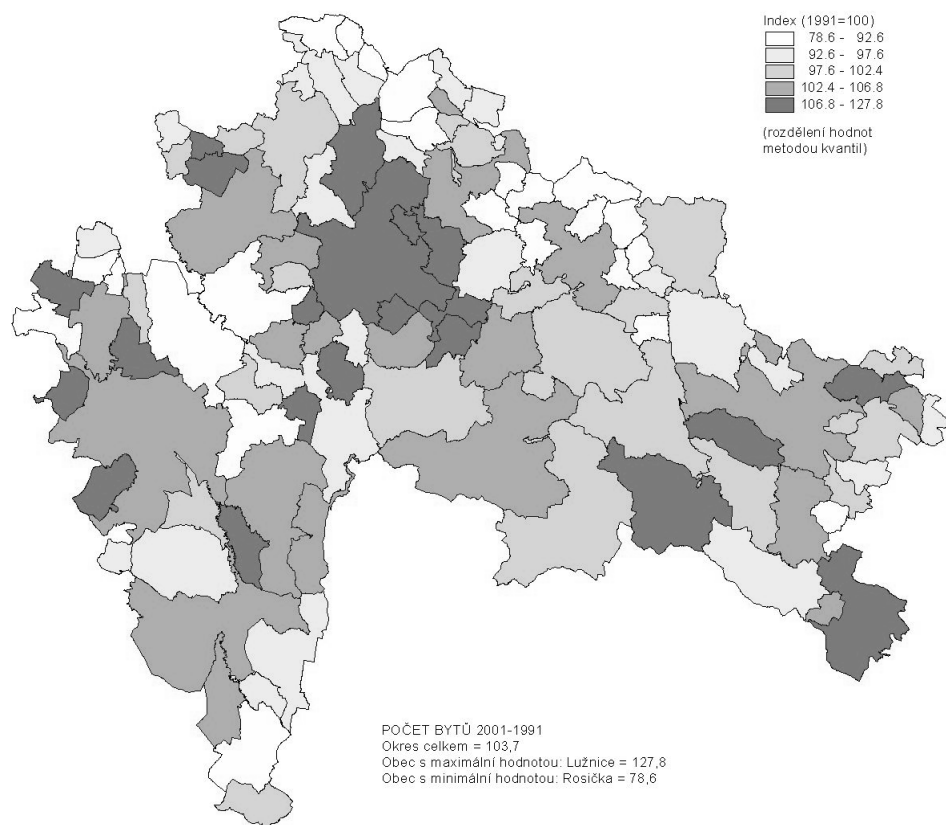 Index (1991=100)
78.6 - 92.6
92.6 - 97.6
97.6 - 102.4
102.4 - 106.8
106.8 - 127.8
(rozdělení hodnot
metodou kvantil)
POČET BYTŮ 2001-1991
Okres celkem = 103,7
Obec s maximální hodnotou: Lužnice = 127,8
Obec s minimální hodnotou: Rosička = 78,6